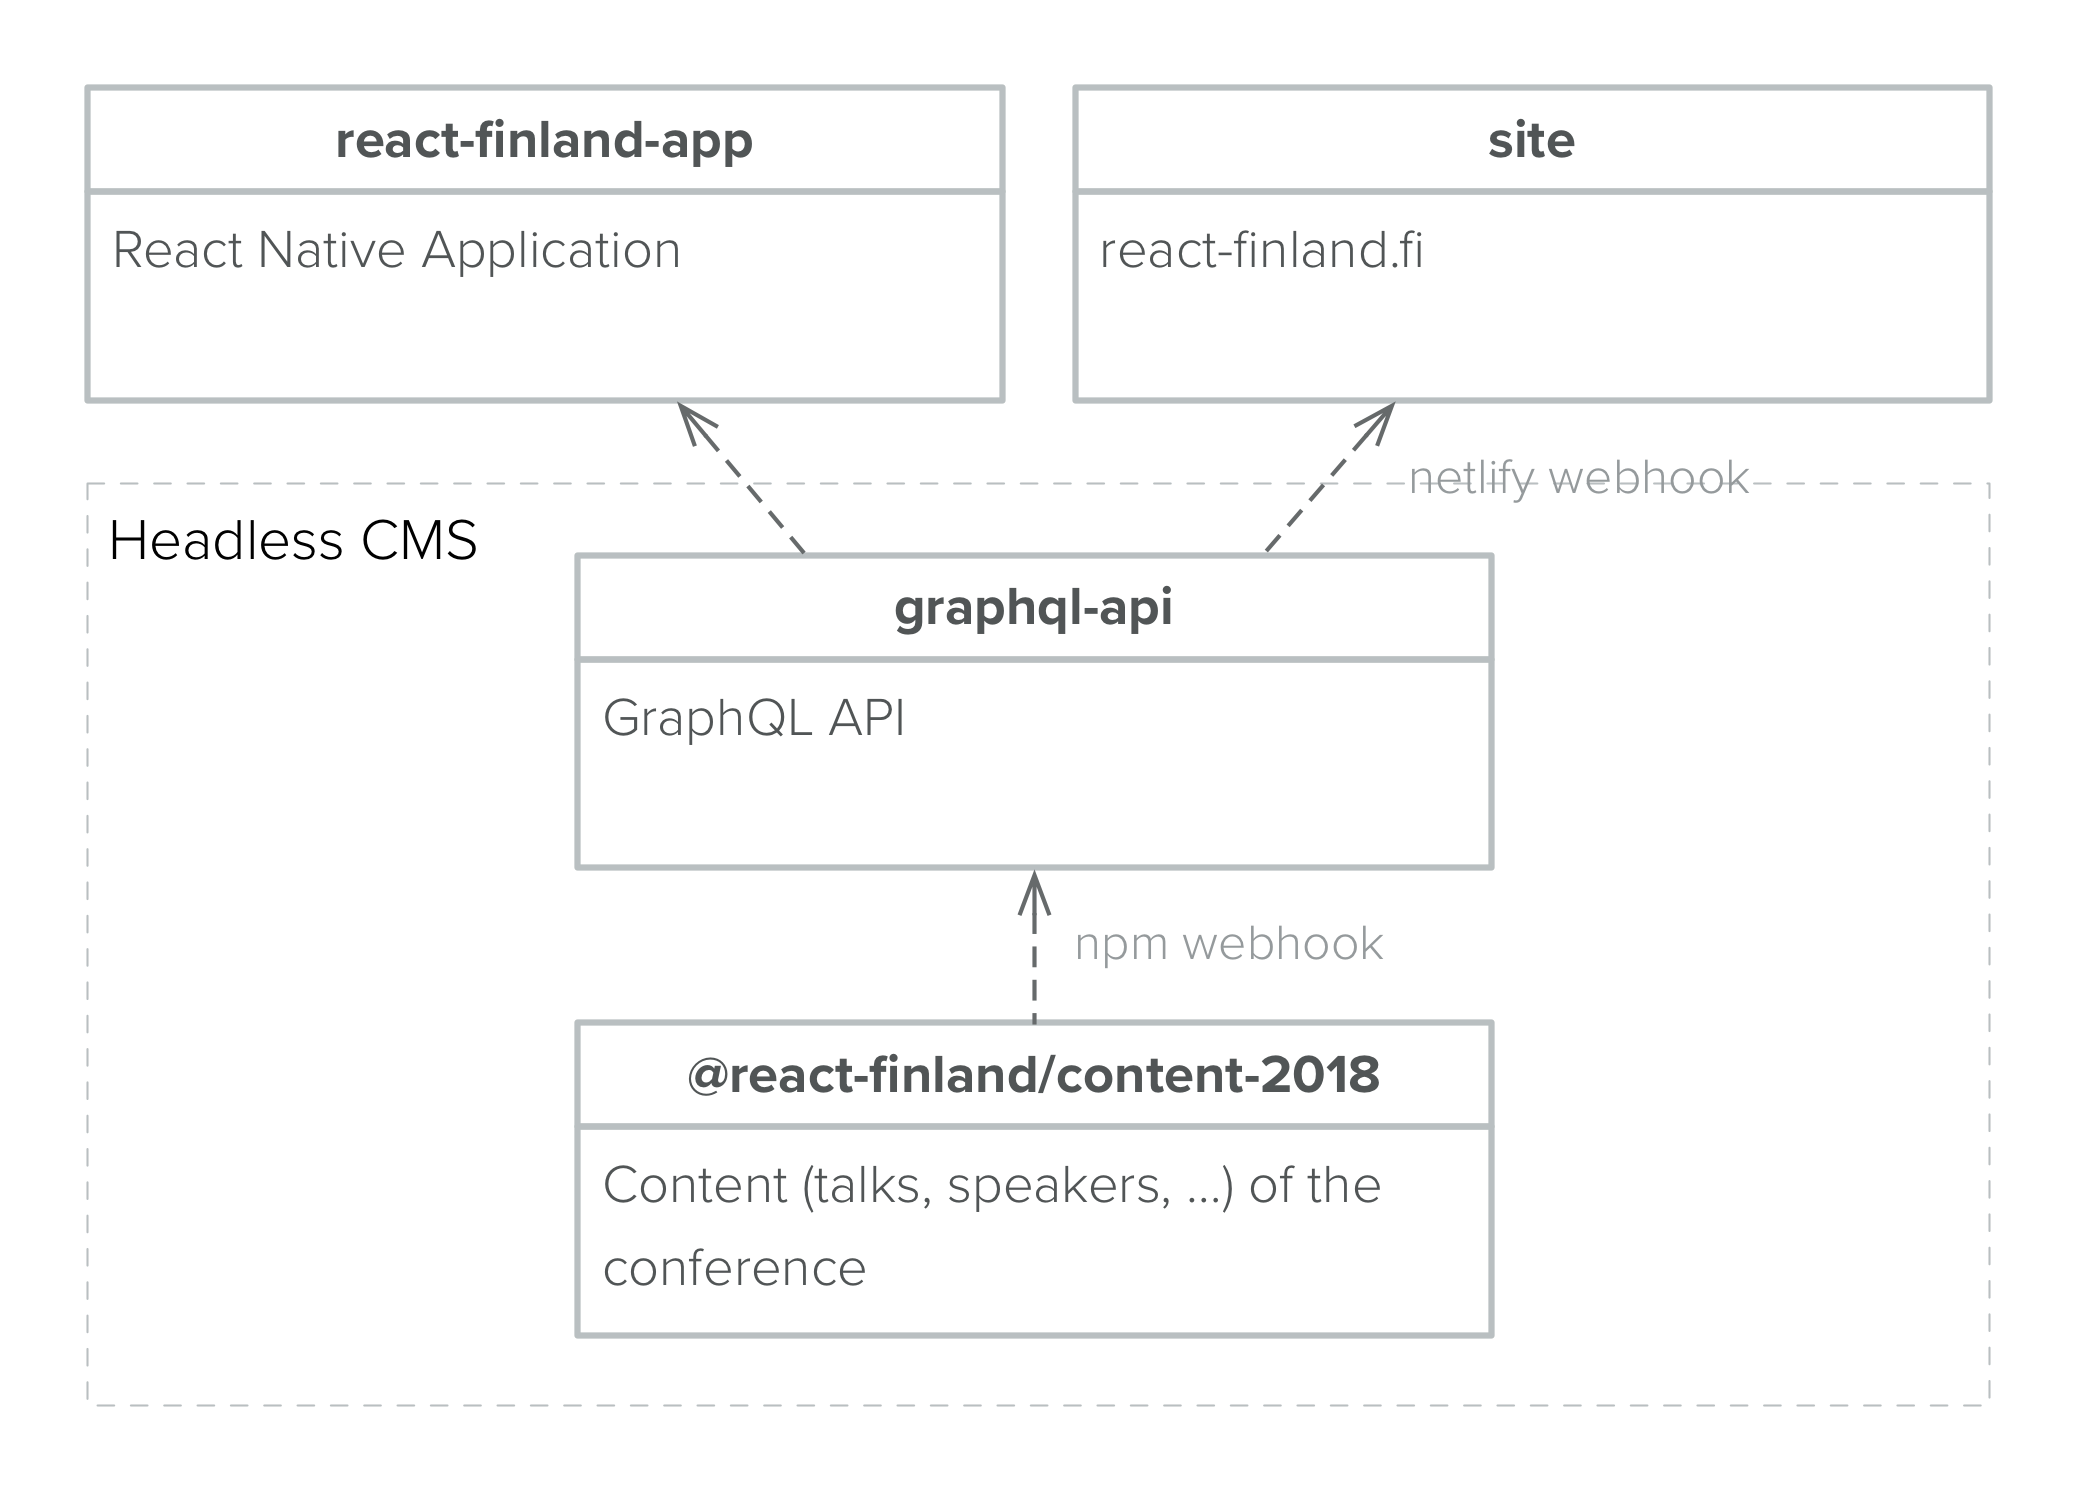 react-finland-app
React Native Application
site
react-finland.fi
netlify webhook
Headless CMS
graphql-api
GraphQL API
npm webhook
@react-finland/content-2018
Content (talks, speakers, ...) of the
conference